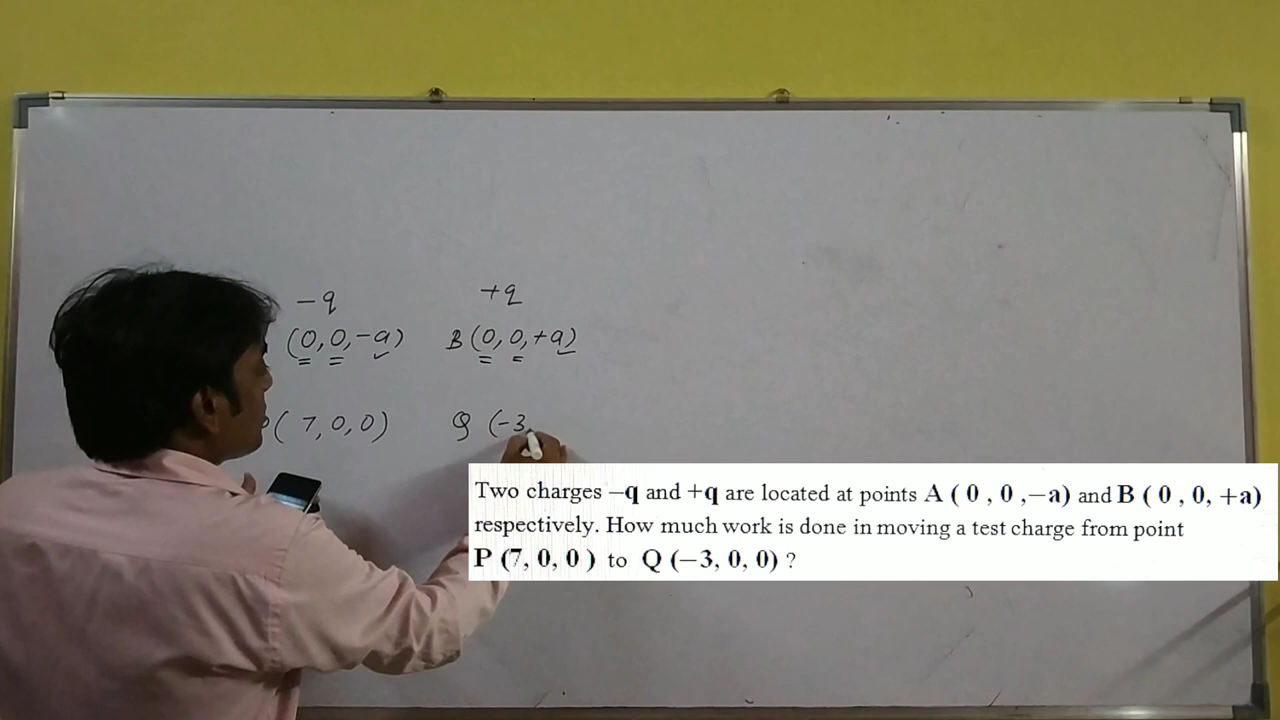 −q +q
(0,0,−a) B(0,0,+a)
( 7,0,0) Q (−3,
Two charges −q and +q are located at points A ( 0 , 0 ,−a) and B ( 0 , 0, +a)
respectively. How much work is done in moving a test charge from point
P (7, 0, 0 ) to Q (−3, 0, 0) ?